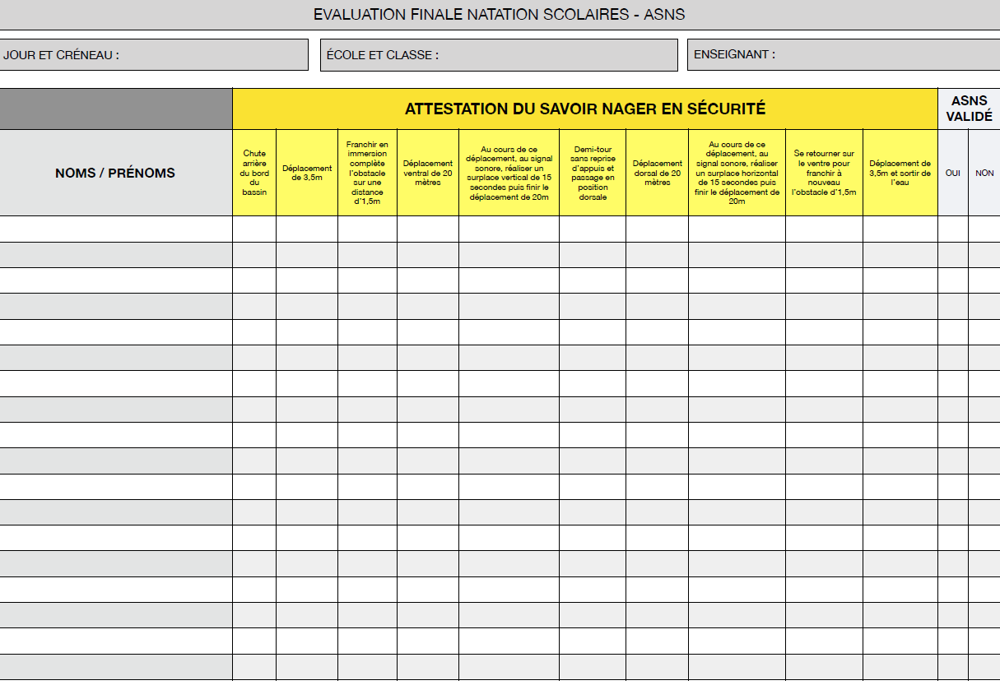 EVALUATION FINALE NATATION SCOLAIRES - ASNS
JOUR ET CRÉNEAU :
ÉCOLE ET CLASSE :
ENSEIGNANT :
ATTESTATION DU SAVOIR NAGER EN SÉCURITÉ
ASNS
VALIDÉ
NOMS / PRÉNOMS
Chute
arrière
du bord
du
bassin
Déplacement
de 3,5m
Franchir en
immersion
complète
l'obstacle
sur une
distance
d'1,5m
Déplacement
ventral de 20
mètres
Au cours de ce
déplacement, au signal
sonore, réaliser un
surplace vertical de 15
secondes puis finir le
déplacement de 20m
Demi-tour
sans reprise
d'appuis et
passage en
position
dorsale
Déplacement
dorsal de 20
mètres
Au cours de ce
déplacement, au
signal sonore, réaliser
un surplace horizontal
de 15 secondes puis
finir le déplacement de
20m
Se retourner sur
le ventre pour
franchir à
nouveau
l'obstacle d'1,5m
Déplacement de
3,5m et sortir de
l'eau
OUI
NON